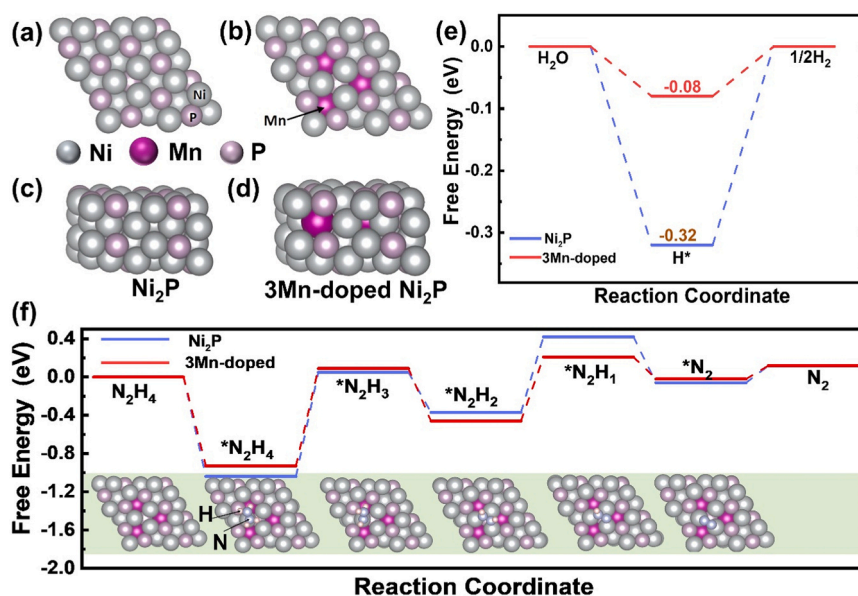 (a)
(b)
Ni
P
Mn
Ni
Mn
P
(c)
(d)
Ni₂P
3Mn-doped Ni₂P
(e)
Free Energy (eV)
0.0
-0.1
-0.2
-0.3
H₂O
1/2H₂
-0.08
-0.32
H*
Ni₂P
3Mn-doped
Reaction Coordinate
(f)
Free Energy (eV)
0.4
0.0
-0.4
-0.8
-1.2
-1.6
-2.0
Ni₂P
3Mn-doped
N₂H₄
*N₂H₄
*N₂H₃
*N₂H₂
*N₂H₁
*N₂
N₂
H
N
Reaction Coordinate